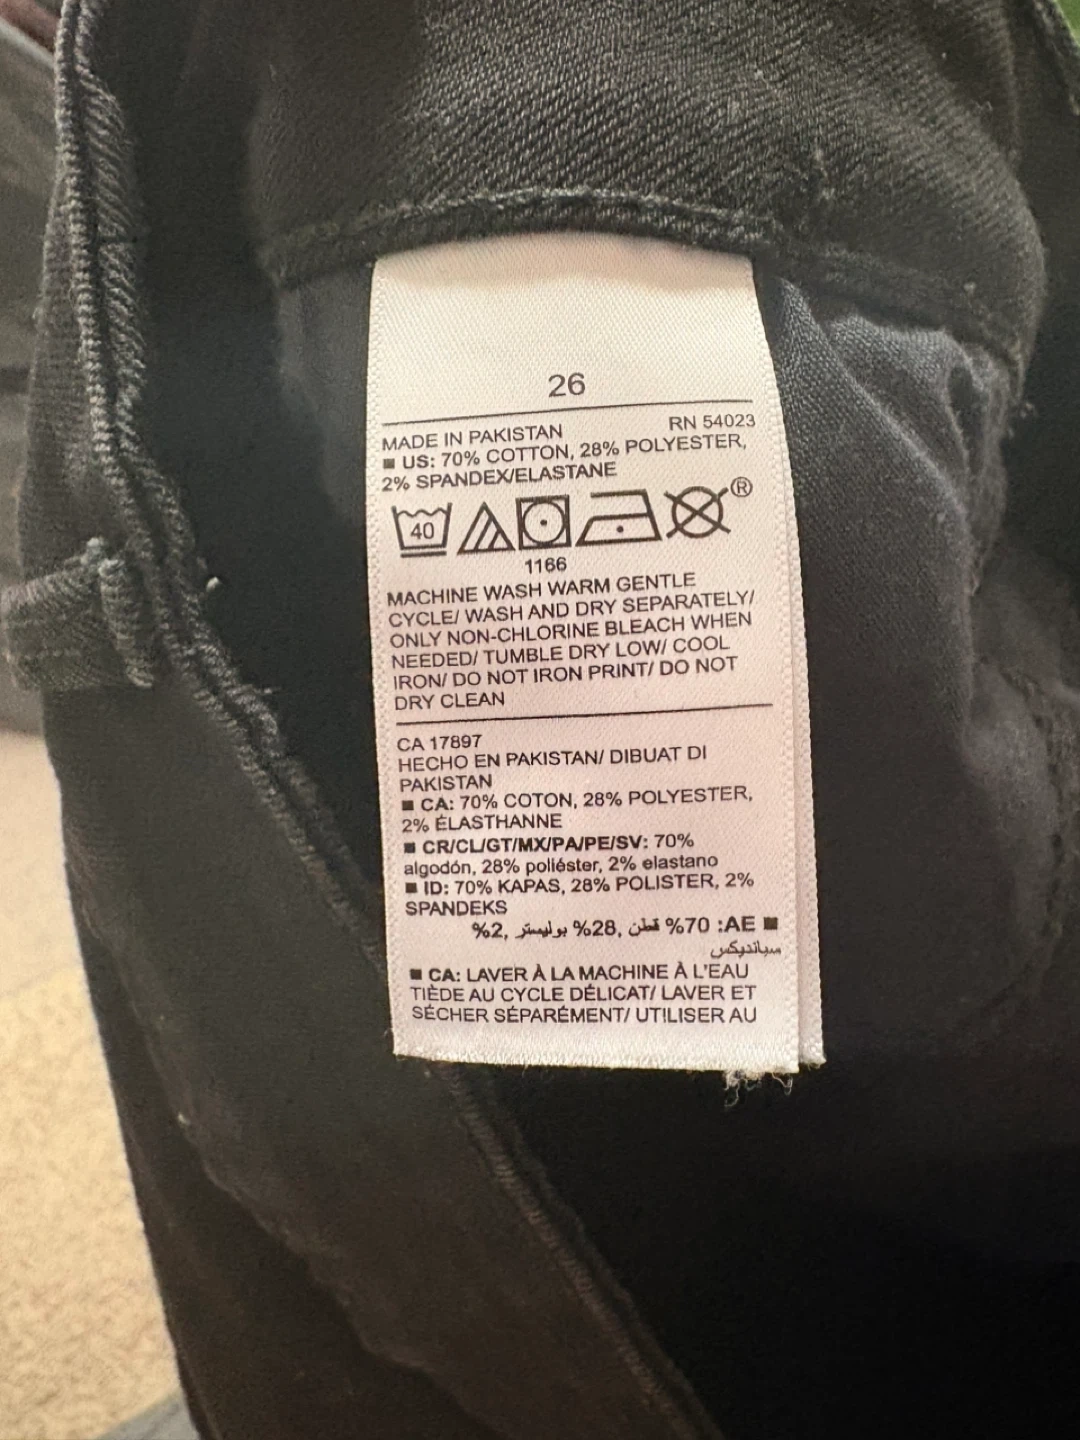 26
MADE IN PAKISTAN RN 54023
■ US: 70% COTTON, 28% POLYESTER,
2% SPANDEX/ELASTANE
40 ®
1166
MACHINE WASH WARM GENTLE
CYCLE/ WASH AND DRY SEPARATELY/
ONLY NON-CHLORINE BLEACH WHEN
NEEDED/ TUMBLE DRY LOW/ COOL
IRON/ DO NOT IRON PRINT/ DO NOT
DRY CLEAN
CA 17897
HECHO EN PAKISTAN/ DIBUAT DI
PAKISTAN
■ CA: 70% COTON, 28% POLYESTER,
2% ÉLASTHANNE
■ CR/CL/GT/MX/PA/PE/SV: 70%
algodón, 28% poliéster, 2% elastano
■ ID: 70% KAPAS, 28% POLISTER, 2%
SPANDEKS
■ AE: 70% قطن, 28% بوليستر, 2%
سباندیکس
■ CA: LAVER À LA MACHINE À L'EAU
TIÈDE AU CYCLE DÉLICAT/ LAVER ET
SÉCHER SÉPARÉMENT/ UTILISER AU